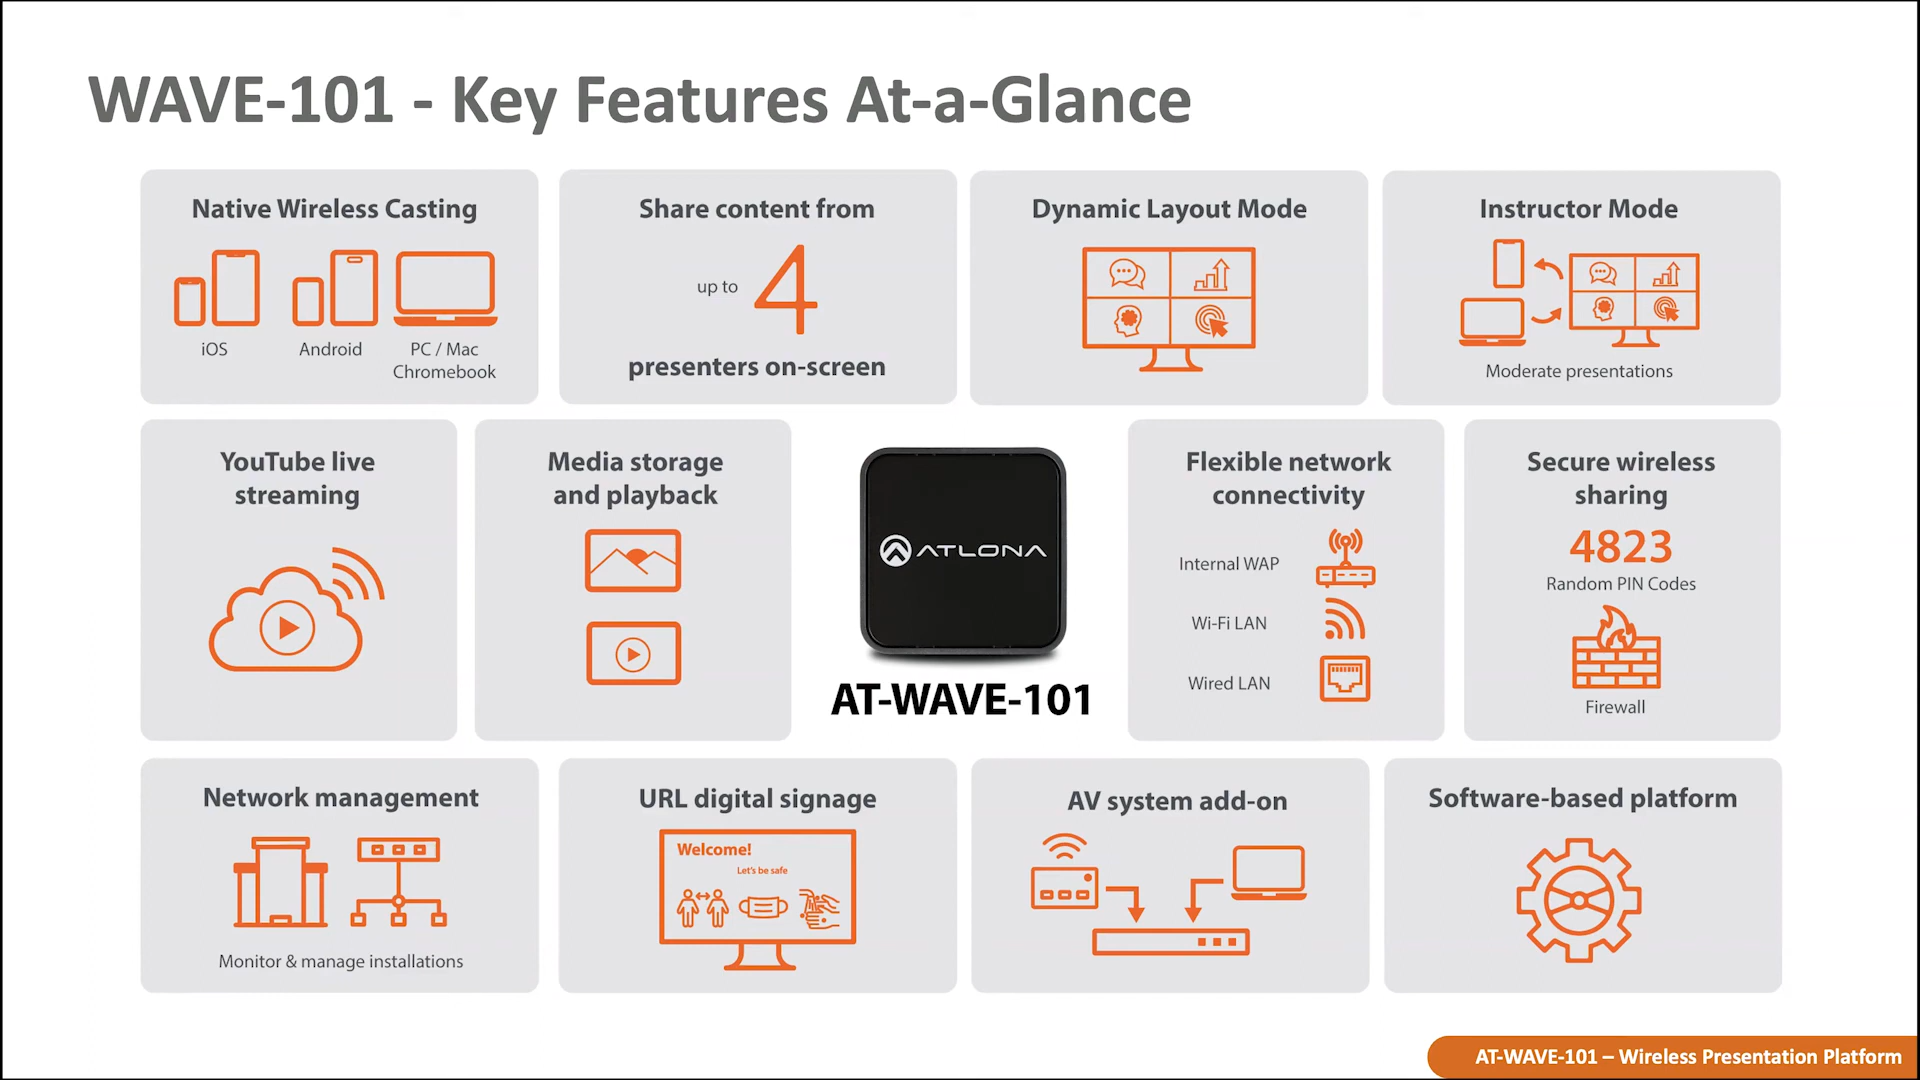 WAVE-101 - Key Features At-a-Glance
Native Wireless Casting
iOS
Android
PC / Mac
Chromebook
Share content from
up to 4
presenters on-screen
Dynamic Layout Mode
Instructor Mode
Moderate presentations
YouTube live
streaming
Media storage
and playback
ATLONA
AT-WAVE-101
Flexible network
connectivity
Internal WAP
Wi-Fi LAN
Wired LAN
Secure wireless
sharing
4823
Random PIN Codes
Firewall
Network management
Monitor & manage installations
URL digital signage
Welcome!
Let's be safe
AV system add-on
Software-based platform
AT-WAVE-101 – Wireless Presentation Platform